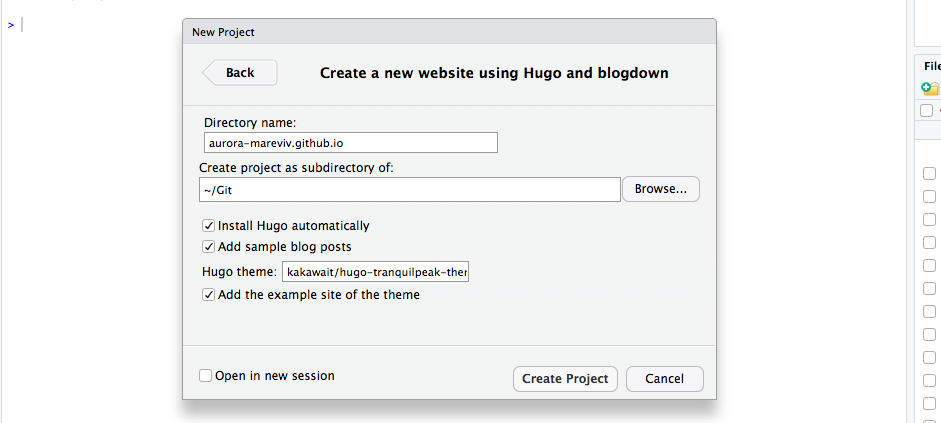 >
New Project
Back
Create a new website using Hugo and blogdown
Directory name:
aurora-mareviv.github.io
Create project as subdirectory of:
~/Git
Browse...
Install Hugo automatically
Add sample blog posts
Hugo theme: kakawait/hugo-tranquilpeak-ther
Add the example site of the theme
Open in new session
Create Project
Cancel
File